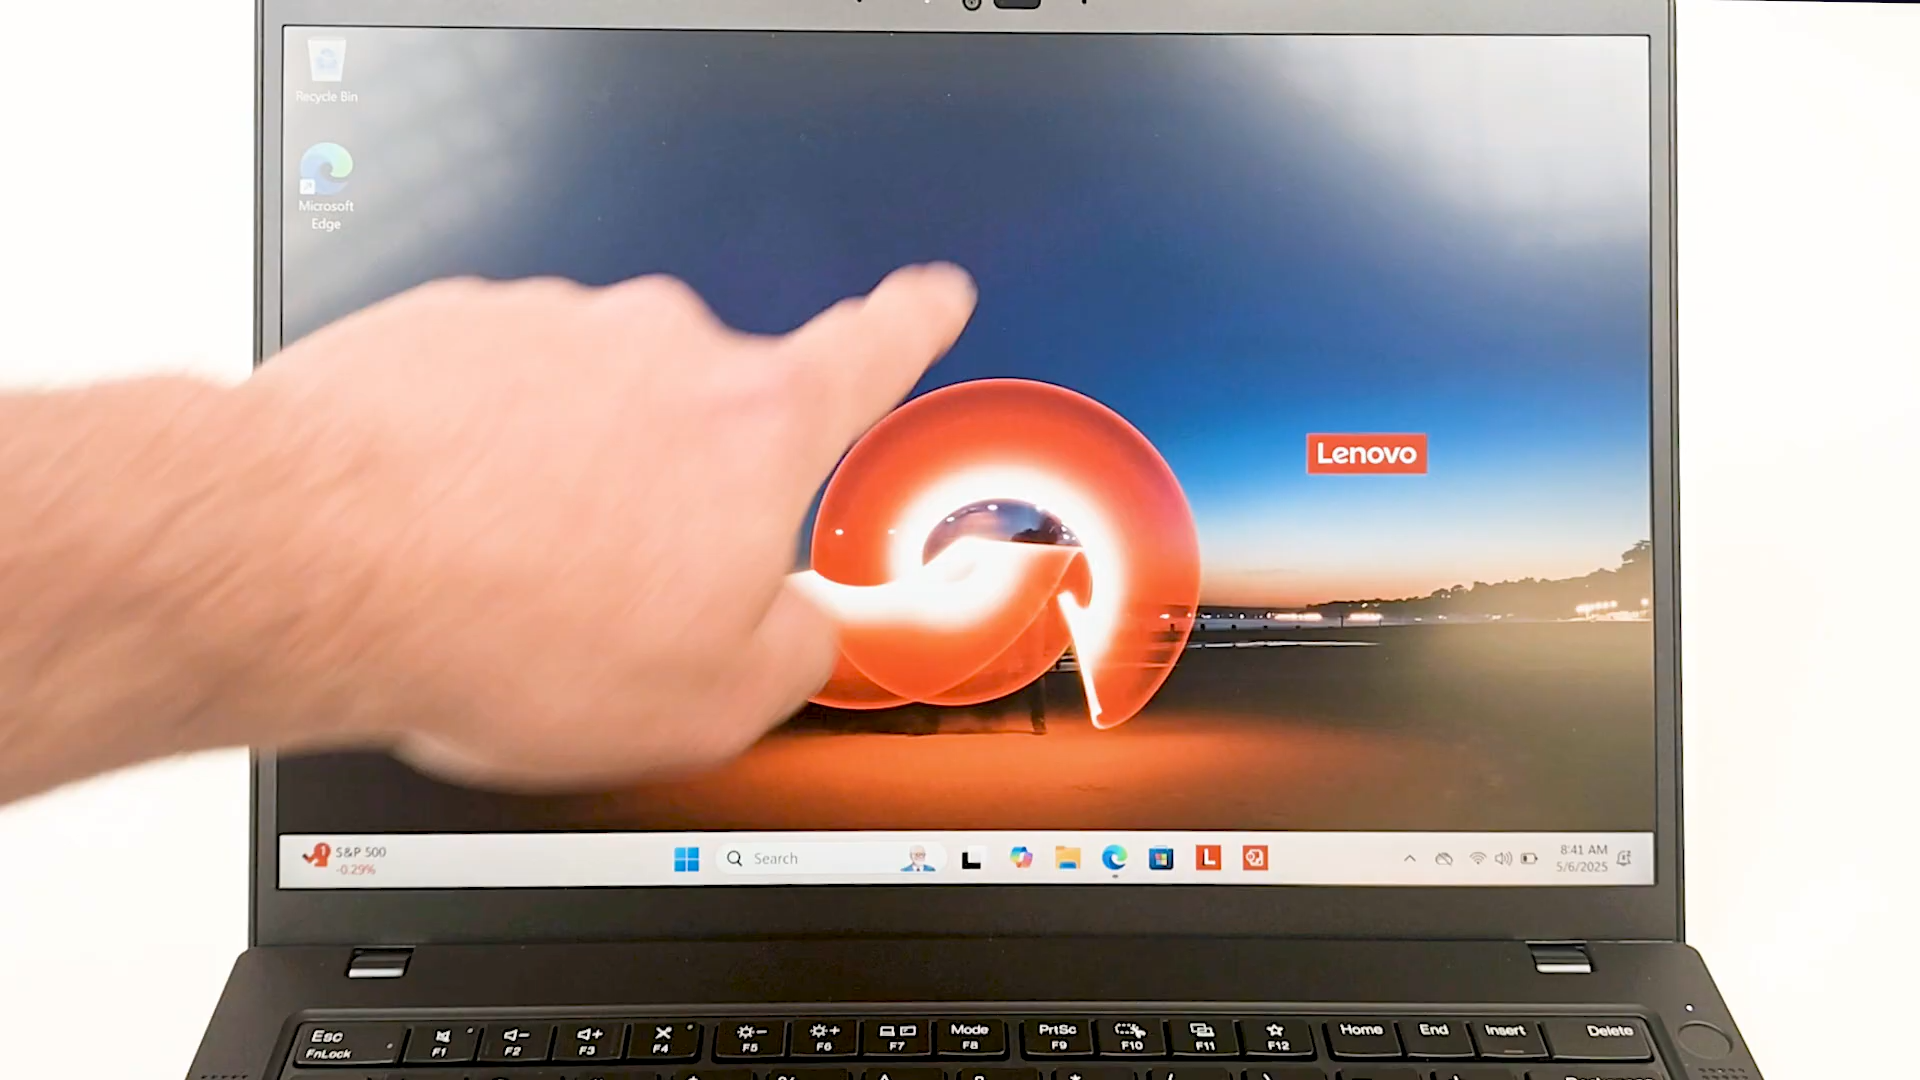 Recycle Bin
Microsoft
Edge
Lenovo
1
S&P 500
-0.29%
Search
L
8:41 AM
5/6/2025
Esc
FnLock
F1
F2
F3
F4
F5
F6
F7
Mode
F8
PrtSc
F9
F10
F11
F12
Home
End
Insert
Delete